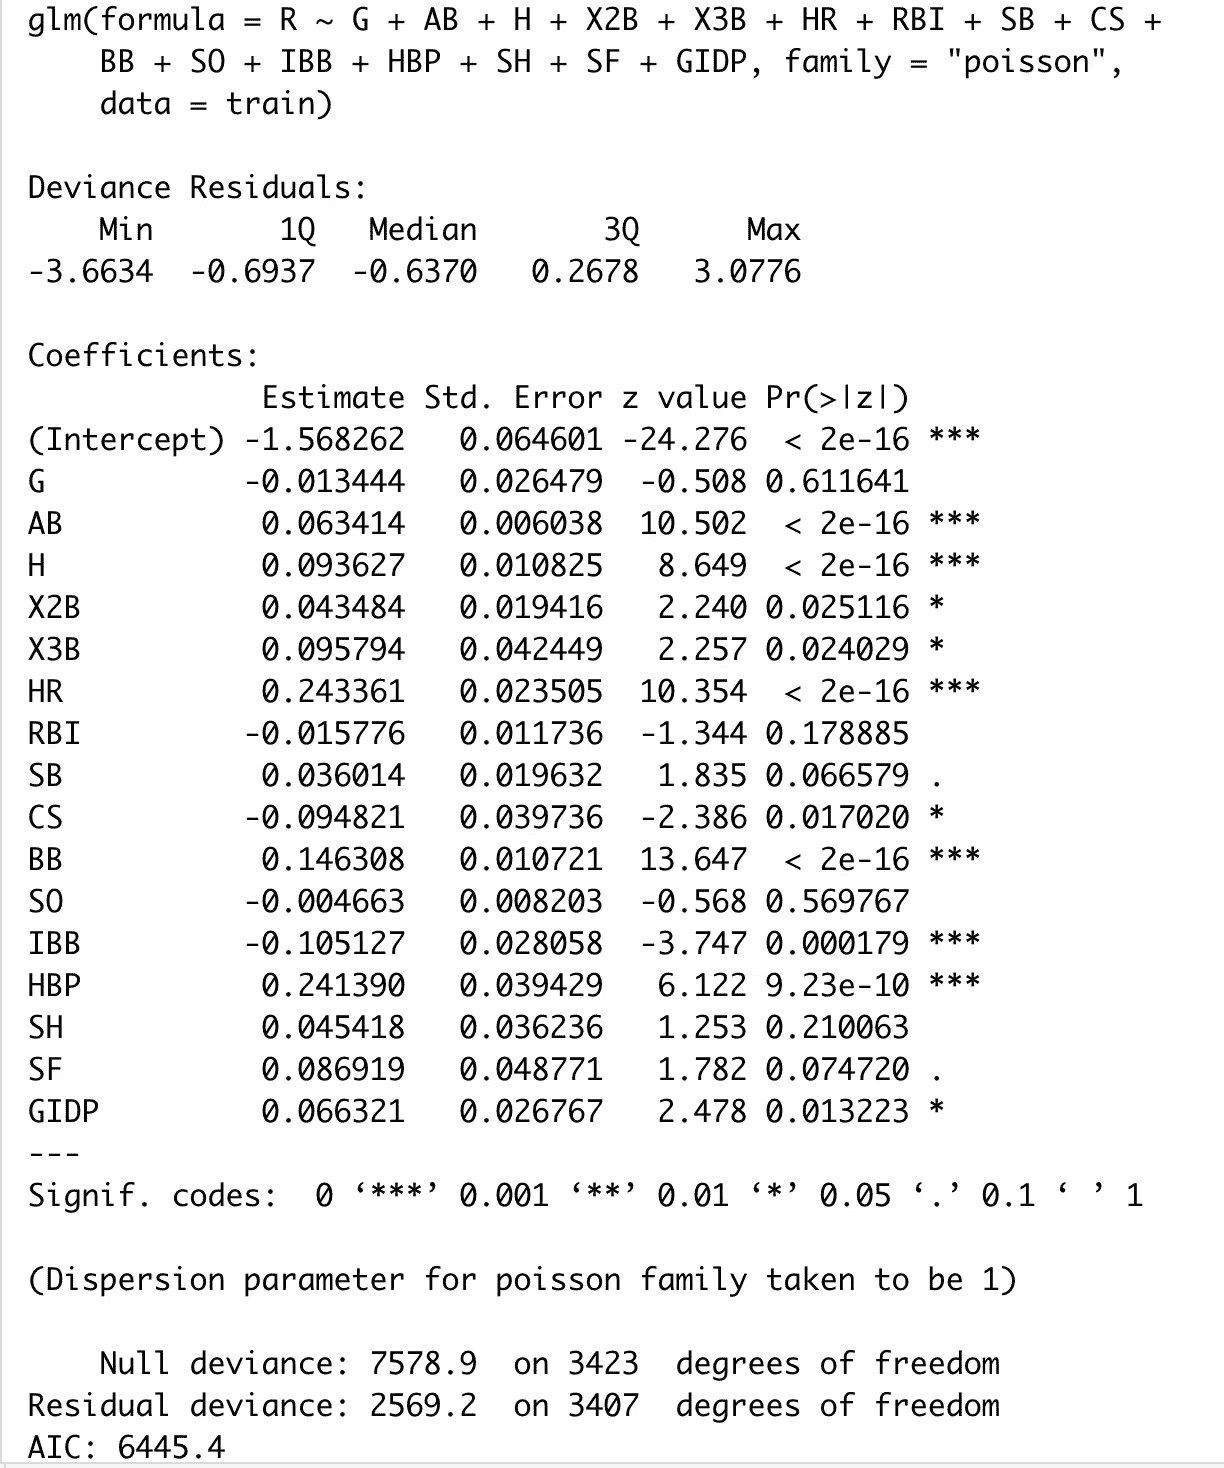 glm(formula = R ~ G + AB + H + X2B + X3B + HR + RBI + SB + CS +
    BB + SO + IBB + HBP + SH + SF + GIDP, family = "poisson",
    data = train)

Deviance Residuals:
    Min       1Q   Median       3Q      Max
-3.6634  -0.6937  -0.6370   0.2678   3.0776

Coefficients:
             Estimate Std. Error z value Pr(>|z|)
(Intercept) -1.568262   0.064601 -24.276  < 2e-16 ***
G           -0.013444   0.026479  -0.508 0.611641
AB           0.063414   0.006038  10.502  < 2e-16 ***
H            0.093627   0.010825   8.649  < 2e-16 ***
X2B          0.043484   0.019416   2.240 0.025116 *
X3B          0.095794   0.042449   2.257 0.024029 *
HR           0.243361   0.023505  10.354  < 2e-16 ***
RBI         -0.015776   0.011736  -1.344 0.178885
SB           0.036014   0.019632   1.835 0.066579 .
CS          -0.094821   0.039736  -2.386 0.017020 *
BB           0.146308   0.010721  13.647  < 2e-16 ***
SO          -0.004663   0.008203  -0.568 0.569767
IBB         -0.105127   0.028058  -3.747 0.000179 ***
HBP          0.241390   0.039429   6.122 9.23e-10 ***
SH           0.045418   0.036236   1.253 0.210063
SF           0.086919   0.048771   1.782 0.074720 .
GIDP         0.066321   0.026767   2.478 0.013223 *
---
Signif. codes:  0 ‘***’ 0.001 ‘**’ 0.01 ‘*’ 0.05 ‘.’ 0.1 ‘ ’ 1

(Dispersion parameter for poisson family taken to be 1)

    Null deviance: 7578.9  on 3423  degrees of freedom
Residual deviance: 2569.2  on 3407  degrees of freedom
AIC: 6445.4